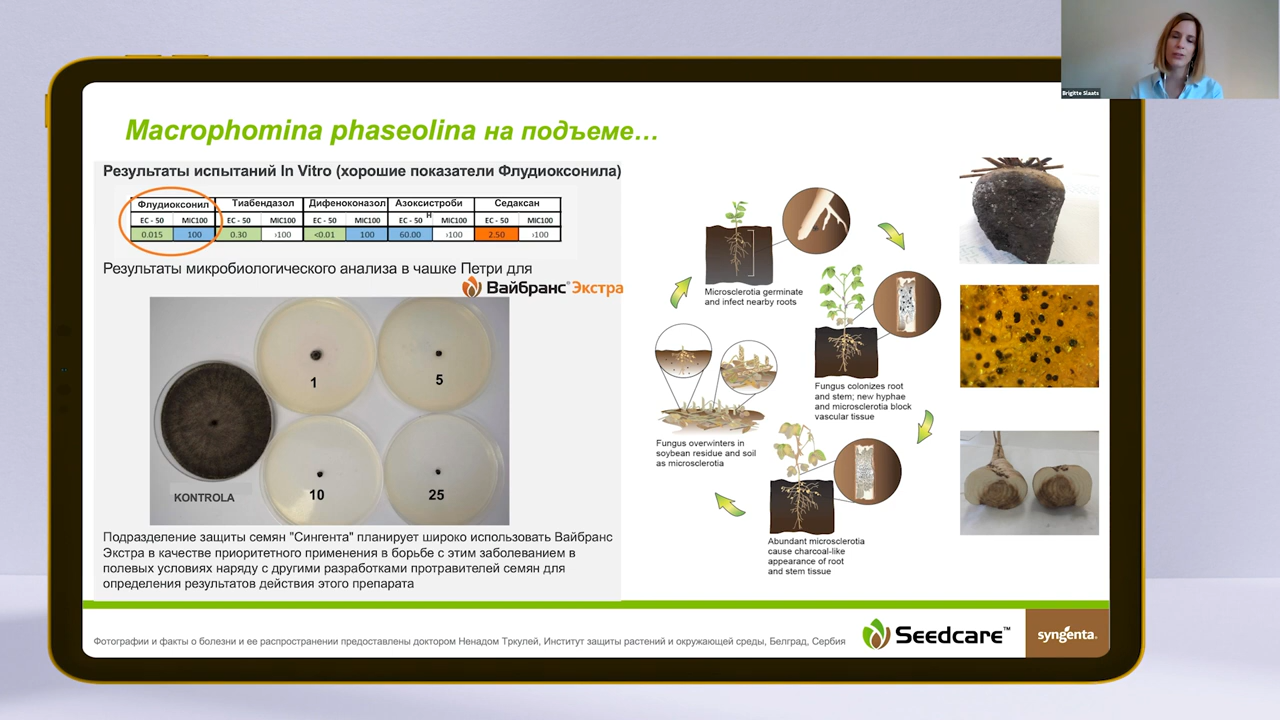 Brigitte Slaats
Macrophomina phaseolina на подъеме…
Результаты испытаний In Vitro (хорошие показатели Флудиоксонила)
Флудиоксонил Тиабендазол Дифеноконазол Азоксистроби Седаксан
н
EC - 50 MIC100 EC - 50 MIC100 EC - 50 MIC100 EC - 50 MIC100 EC - 50 MIC100
0.015 100 0.30 ›100 <0.01 100 60.00 ›100 2.50 ›100
Результаты микробиологического анализа в чашке Петри для
Вайбранс® Экстра
1
5
KONTROLA
10
25
Подразделение защиты семян "Сингента" планирует широко использовать Вайбранс
Экстра в качестве приоритетного применения в борьбе с этим заболеванием в
полевых условиях наряду с другими разработками протравителей семян для
определения результатов действия этого препарата
Microsclerotia germinate
and infect nearby roots
Fungus colonizes root
and stem; new hyphae
and microsclerotia block
vascular tissue
Fungus overwinters in
soybean residue and soil
as microsclerotia
Abundant microsclerotia
cause charcoal-like
appearance of root
and stem tissue
Фотографии и факты о болезни и ее распространении предоставлены доктором Ненадом Тркулей, Институт защиты растений и окружающей среды, Белград, Сербия
Seedcare™
syngenta®